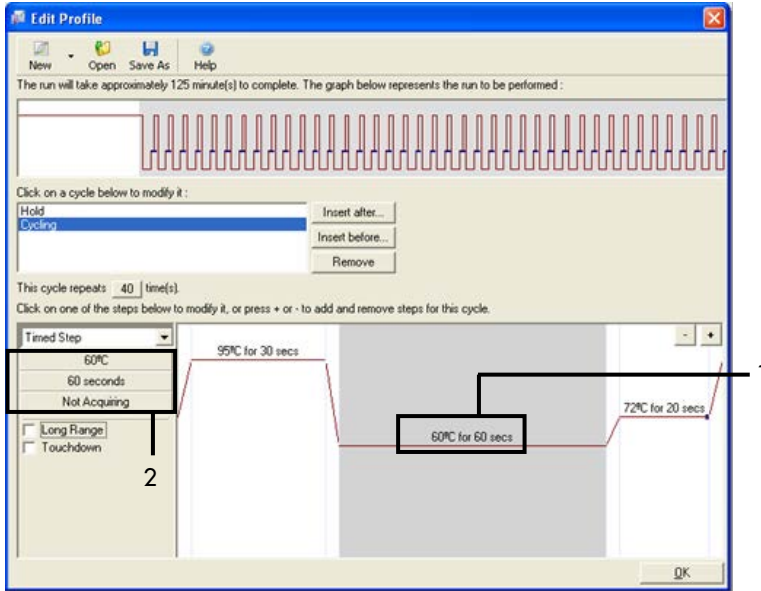 Edit Profile
New Open Save As Help
The run will take approximately 125 minute(s) to complete. The graph below represents the run to be performed :
Click on a cycle below to modify it :
Hold
Cycling
Insert after...
Insert before...
Remove
This cycle repeats 40 time(s).
Click on one of the steps below to modify it, or press + or - to add and remove steps for this cycle.
Timed Step
- +
60ºC
60 seconds
Not Acquiring
Long Range
Touchdown
95ºC for 30 secs
60ºC for 60 secs
72ºC for 20 secs
1
2
OK